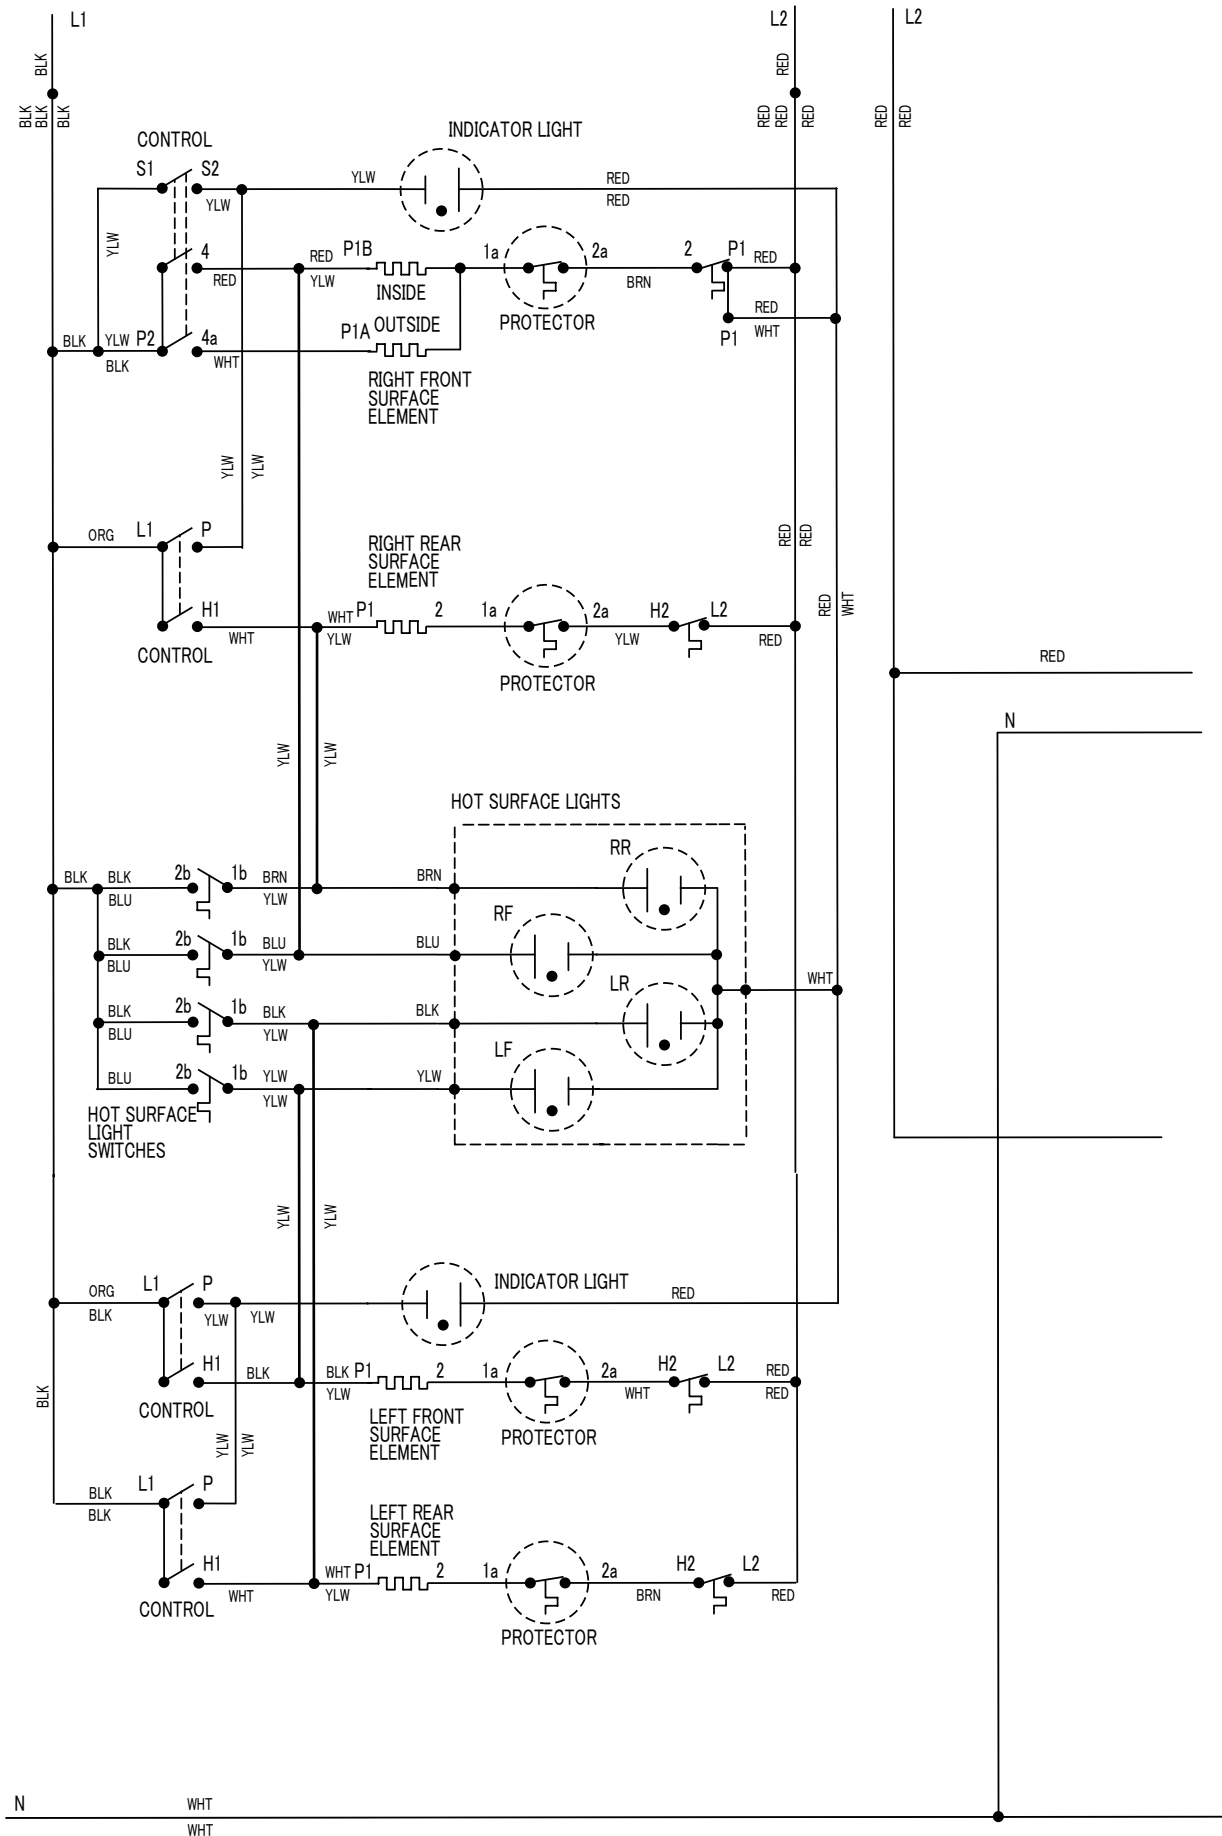 L1
L2
L2
BLK
RED
BLK
BLK
BLK
RED
RED
RED
RED
RED
CONTROL
INDICATOR LIGHT
S1
S2
YLW
YLW
RED
RED
YLW
4
RED
RED
YLW
P1B
INSIDE
1a
2a
PROTECTOR
BRN
2
P1
RED
RED
WHT
P1
BLK
YLW
BLK
P2
4a
WHT
P1A
OUTSIDE
RIGHT FRONT
SURFACE
ELEMENT
YLW
YLW
ORG
L1
P
RIGHT REAR
SURFACE
ELEMENT
RED
RED
H1
WHT
CONTROL
WHT
YLW
P1
2
1a
2a
PROTECTOR
YLW
H2
L2
RED
RED
WHT
RED
N
YLW
YLW
HOT SURFACE LIGHTS
BLK
BLK
BLU
2b
1b
BRN
YLW
BRN
RR
BLK
BLU
2b
1b
BLU
YLW
BLU
RF
BLK
BLU
2b
1b
BLK
YLW
BLK
LR
WHT
BLU
2b
1b
YLW
YLW
YLW
LF
HOT SURFACE
LIGHT
SWITCHES
YLW
YLW
ORG
BLK
L1
P
YLW
YLW
INDICATOR LIGHT
RED
H1
BLK
CONTROL
BLK
YLW
P1
2
1a
2a
PROTECTOR
WHT
H2
L2
RED
RED
LEFT FRONT
SURFACE
ELEMENT
BLK
YLW
YLW
BLK
BLK
L1
P
LEFT REAR
SURFACE
ELEMENT
H1
WHT
CONTROL
WHT
YLW
P1
2
1a
2a
PROTECTOR
BRN
H2
L2
RED
N
WHT
WHT